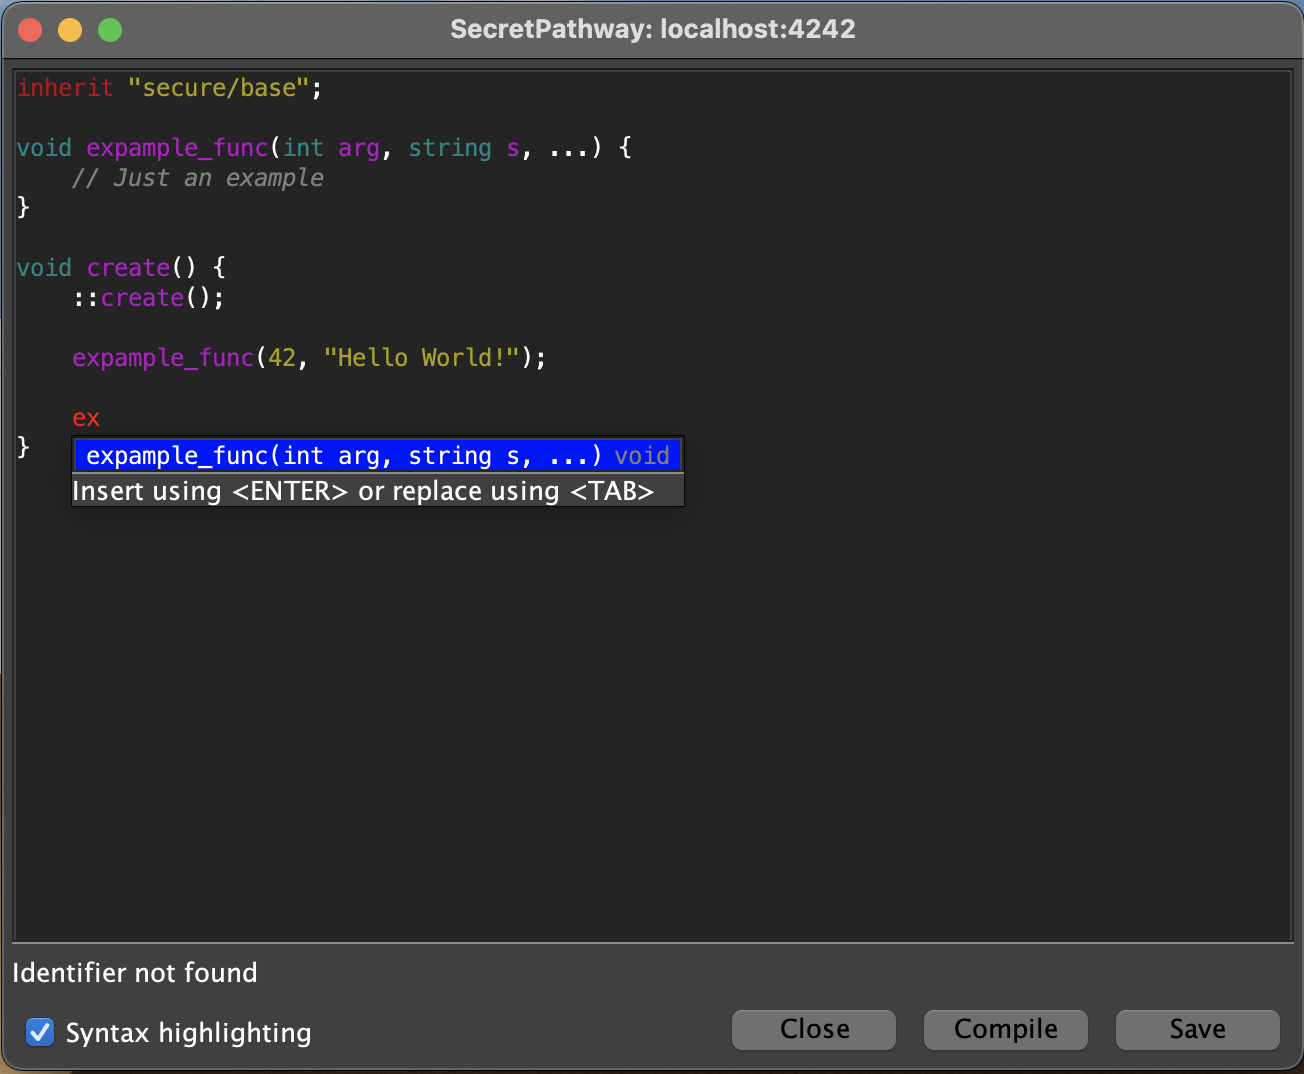 SecretPathway: localhost:4242
inherit "secure/base";
void expample_func(int arg, string s, ...) {
    // Just an example
}
void create() {
    ::create();
    expample_func(42, "Hello World!");
    ex
}
expample_func(int arg, string s, ...) void
Insert using <ENTER> or replace using <TAB>
Identifier not found
Syntax highlighting
Close
Compile
Save